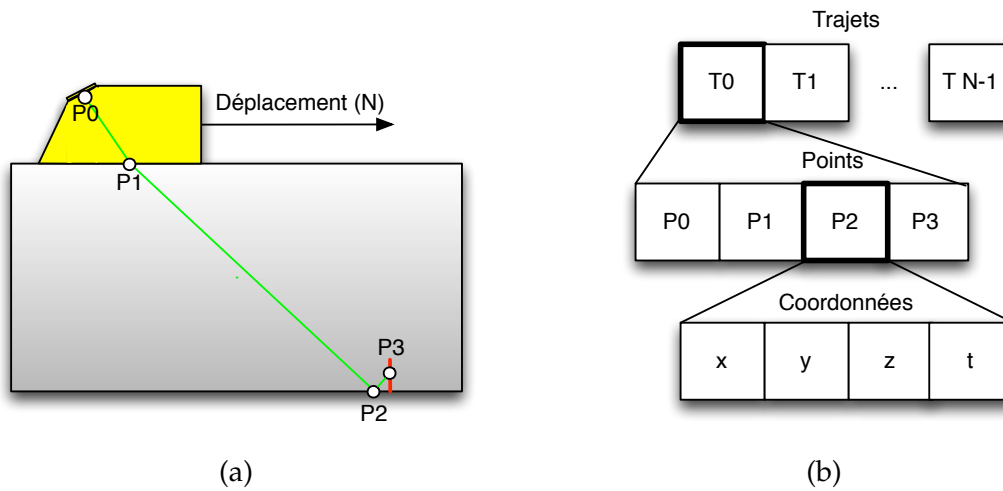 P0
Déplacement (N)
P1
P3
P2
(a)
Trajets
T0 T1 ... T N-1
Points
P0 P1 P2 P3
Coordonnées
x y z t
(b)